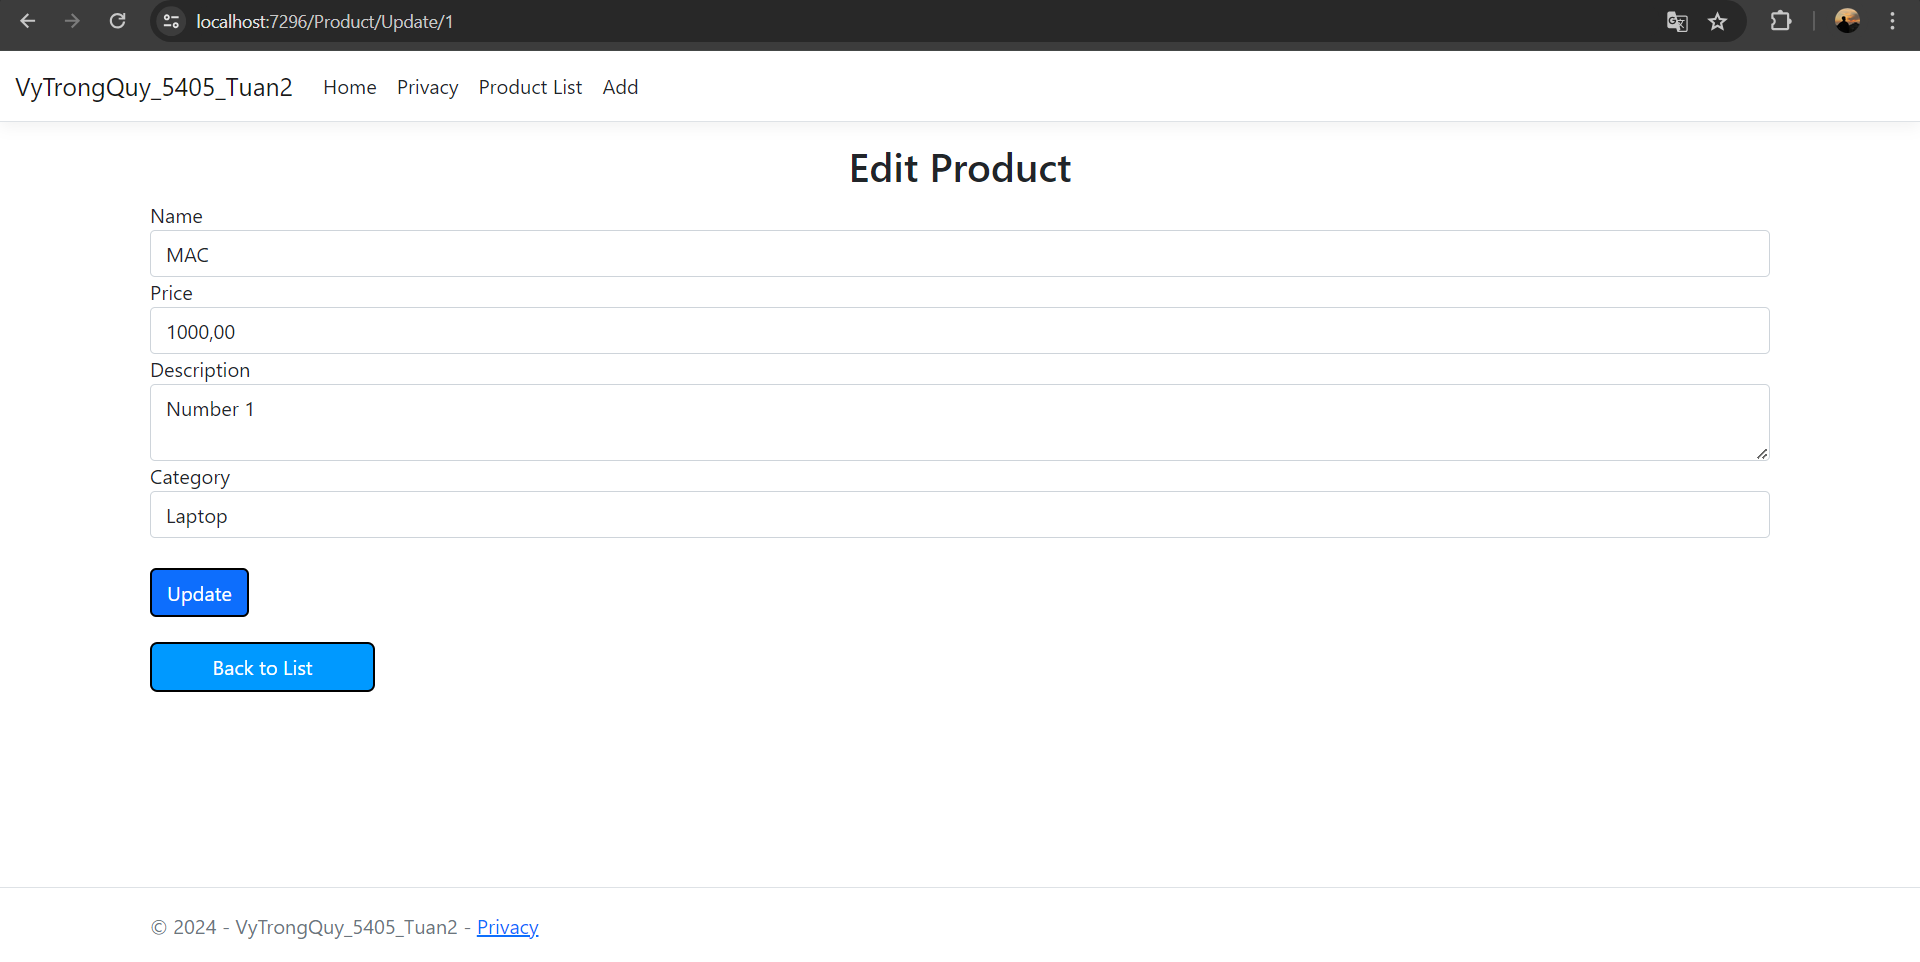 localhost:7296/Product/Update/1
VyTrongQuy_5405_Tuan2 Home Privacy Product List Add
Edit Product
Name
MAC
Price
1000,00
Description
Number 1
Category
Laptop
Update
Back to List
© 2024 - VyTrongQuy_5405_Tuan2 - Privacy